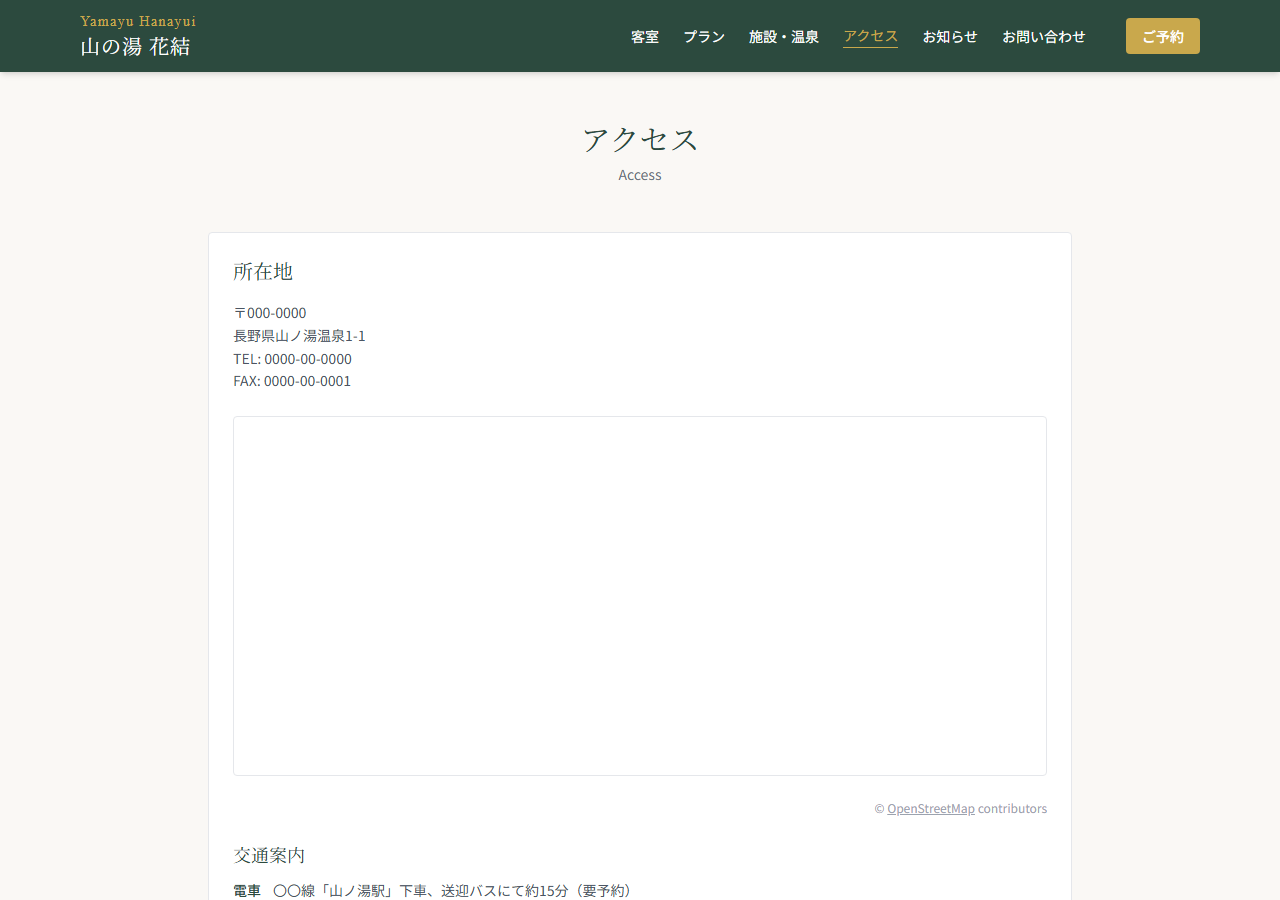 Yamayu Hanayui
山の湯 花結
客室 プラン 施設・温泉 アクセス お知らせ お問い合わせ ご予約
アクセス
Access
所在地
〒000-0000
長野県山ノ湯温泉1-1
TEL: 0000-00-0000
FAX: 0000-00-0001
© OpenStreetMap contributors
交通案内
電車 〇〇線「山ノ湯駅」下車、送迎バスにて約15分（要予約）